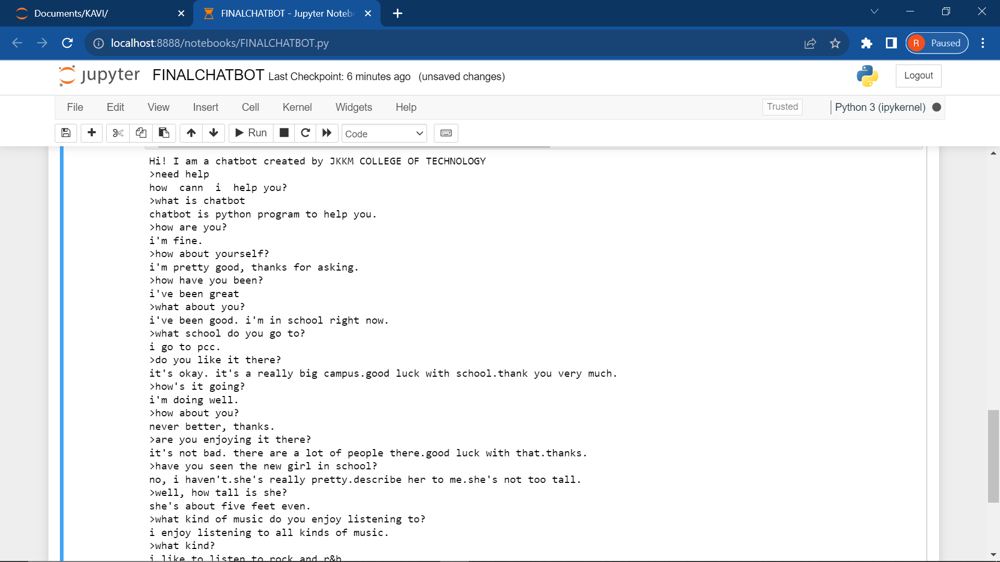 Documents/KAVI/
FINALCHATBOT - Jupyter Noteb
localhost:8888/notebooks/FINALCHATBOT.py
R Paused
jupyter FINALCHATBOT Last Checkpoint: 6 minutes ago (unsaved changes)
Logout
File Edit View Insert Cell Kernel Widgets Help
Trusted
Python 3 (ipykernel)
Run
Code
Hi! I am a chatbot created by JKKM COLLEGE OF TECHNOLOGY
>need help
how  cann  i  help you?
>what is chatbot
chatbot is python program to help you.
>how are you?
i'm fine.
>how about yourself?
i'm pretty good, thanks for asking.
>how have you been?
i've been great
>what about you?
i've been good. i'm in school right now.
>what school do you go to?
i go to pcc.
>do you like it there?
it's okay. it's a really big campus.good luck with school.thank you very much.
>how's it going?
i'm doing well.
>how about you?
never better, thanks.
>are you enjoying it there?
it's not bad. there are a lot of people there.good luck with that.thanks.
>have you seen the new girl in school?
no, i haven't.she's really pretty.describe her to me.she's not too tall.
>well, how tall is she?
she's about five feet even.
>what kind of music do you enjoy listening to?
i enjoy listening to all kinds of music.
>what kind?
i like to listen to rock and r&b